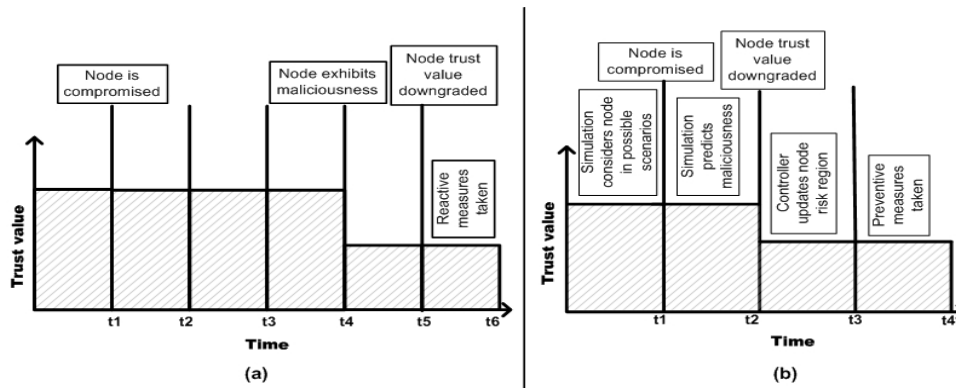 Node is
compromised
Node exhibits
maliciousness
Node trust
value
downgraded
Reactive
measures
taken
Trust value
t1
t2
t3
t4
t5
t6
Time
(a)
Node is
compromised
Node trust
value
downgraded
Simulation
considers node
in possible
scenarios
Simulation
predicts
maliciousness
Controller
updates node
risk region
Preventive
measures
taken
Trust value
t1
t2
t3
t4
Time
(b)